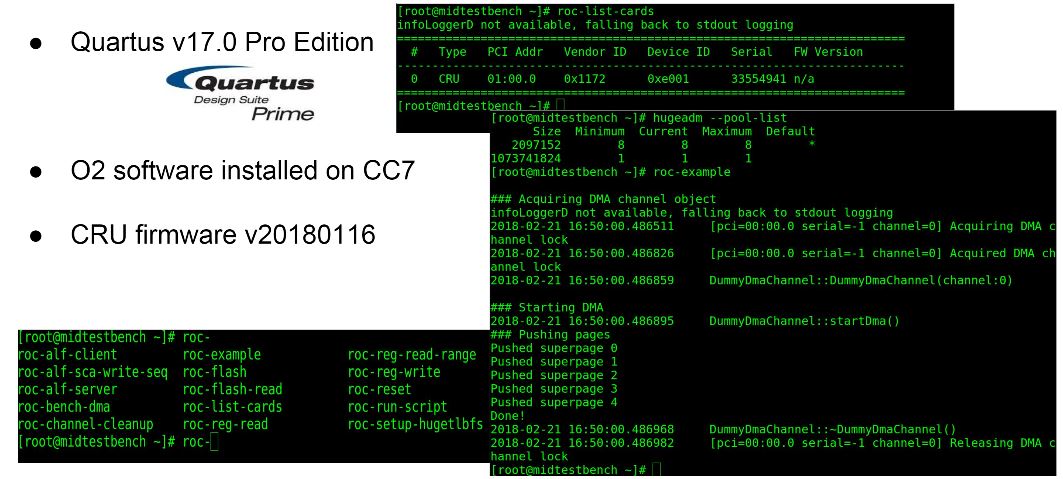 ● Quartus v17.0 Pro Edition
Quartus
Design Suite
Prime
● O2 software installed on CC7
● CRU firmware v20180116
[root@midtestbench ~]# roc-list-cards
infoLoggerD not available, falling back to stdout logging
================================================================================
# Type PCI Addr Vendor ID Device ID Serial FW Version
--------------------------------------------------------------------------------
0 CRU 01:00.0 0x1172 0xe001 33554941 n/a
================================================================================
[root@midtestbench ~]#
[root@midtestbench ~]# hugeadm --pool-list
Size Minimum Current Maximum Default
2097152 8 8 8 *
1073741824 1 1 1
[root@midtestbench ~]# roc-example
### Acquiring DMA channel object
infoLoggerD not available, falling back to stdout logging
2018-02-21 16:50:00.486511 [pci=00:00.0 serial=-1 channel=0] Acquiring DMA c
hannel lock
2018-02-21 16:50:00.486826 [pci=00:00.0 serial=-1 channel=0] Acquired DMA ch
annel lock
2018-02-21 16:50:00.486859 DummyDmaChannel::DummyDmaChannel(channel:0)
### Starting DMA
2018-02-21 16:50:00.486895 DummyDmaChannel::startDma()
### Pushing pages
Pushed superpage 0
Pushed superpage 1
Pushed superpage 2
Pushed superpage 3
Pushed superpage 4
Done!
2018-02-21 16:50:00.486968 DummyDmaChannel::~DummyDmaChannel()
2018-02-21 16:50:00.486982 [pci=00:00.0 serial=-1 channel=0] Releasing DMA c
hannel lock
[root@midtestbench ~]#
[root@midtestbench ~]# roc-
roc-alf-client roc-example roc-reg-read-range
roc-alf-sca-write-seq roc-flash roc-reg-write
roc-alf-server roc-flash-read roc-reset
roc-bench-dma roc-list-cards roc-run-script
roc-channel-cleanup roc-reg-read roc-setup-hugetlbfs
[root@midtestbench ~]# roc-